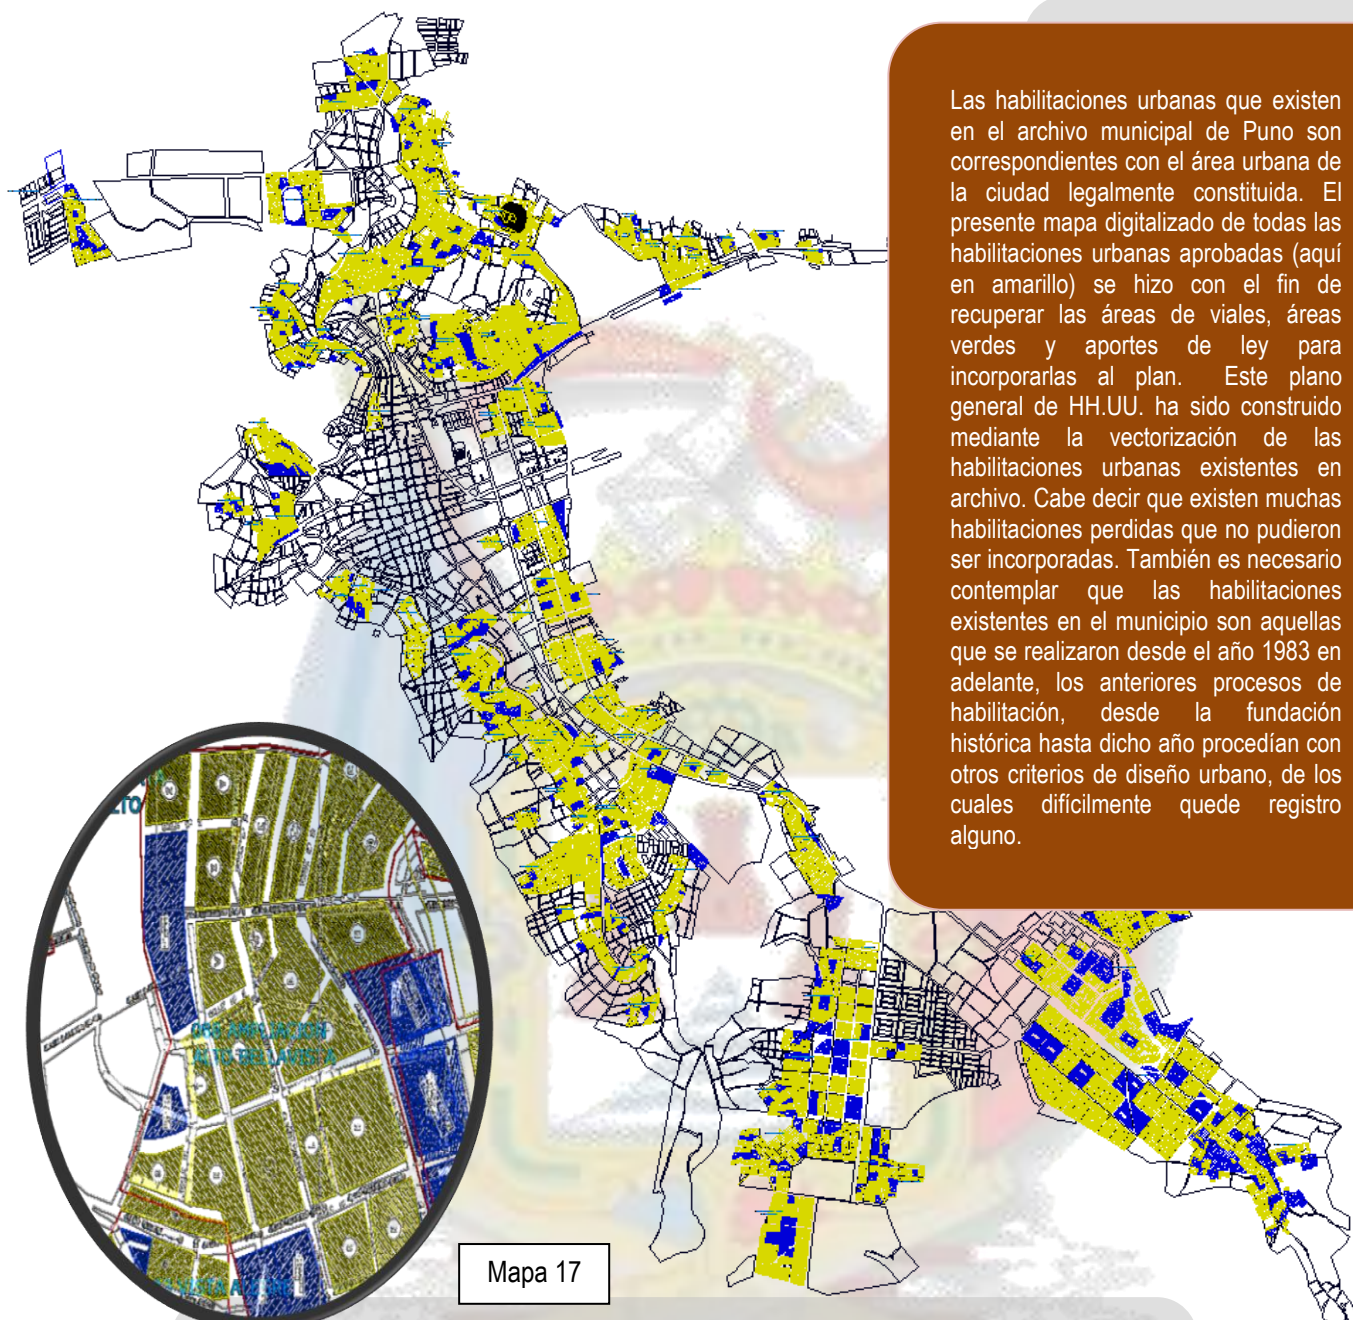 Las habilitaciones urbanas que existen
en el archivo municipal de Puno son
correspondientes con el área urbana de
la ciudad legalmente constituida. El
presente mapa digitalizado de todas las
habilitaciones urbanas aprobadas (aquí
en amarillo) se hizo con el fin de
recuperar las áreas de viales, áreas
verdes y aportes de ley para
incorporarlas al plan. Este plano
general de HH.UU. ha sido construido
mediante la vectorización de las
habilitaciones urbanas existentes en
archivo. Cabe decir que existen muchas
habilitaciones perdidas que no pudieron
ser incorporadas. También es necesario
contemplar que las habilitaciones
existentes en el municipio son aquellas
que se realizaron desde el año 1983 en
adelante, los anteriores procesos de
habilitación, desde la fundación
histórica hasta dicho año procedían con
otros criterios de diseño urbano, de los
cuales difícilmente quede registro
alguno.
AMPLIACION
ALTO BELLAVISTA
VISTA ALEGRE
Mapa 17